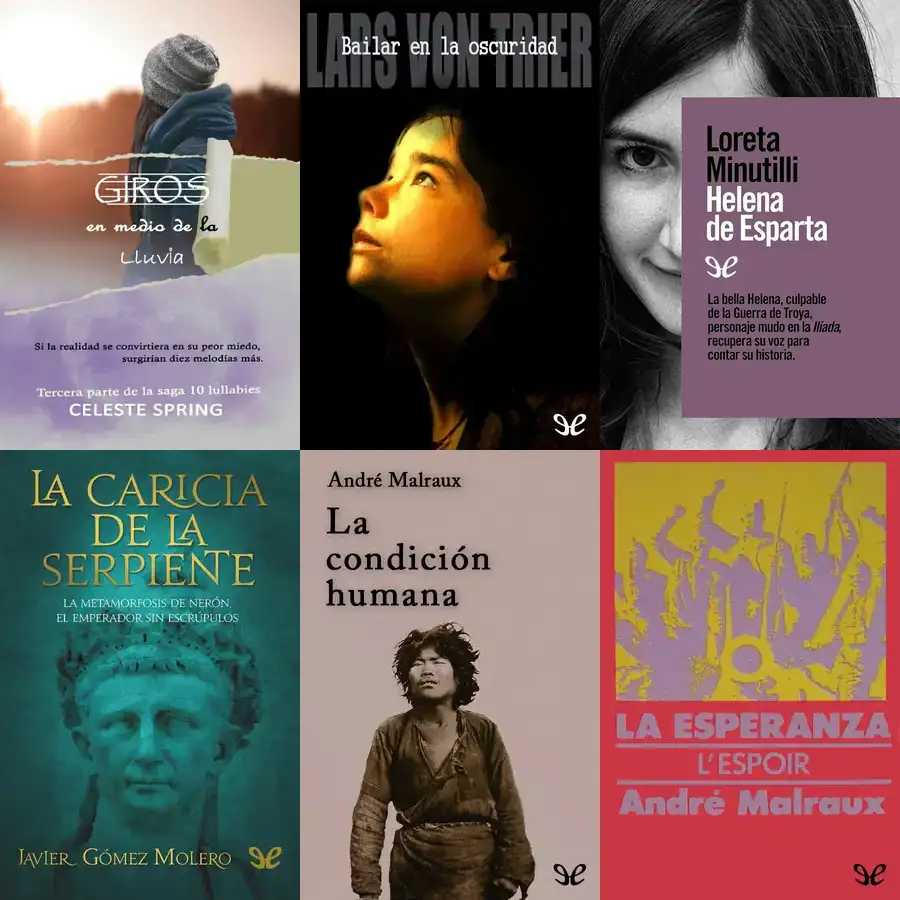 GIROS
en medio de la
Lluvia
Si la realidad se convirtiera en su peor miedo,
surgirían diez melodías más.
Tercera parte de la saga 10 lullabies
CELESTE SPRING
LARS VON TRIER
Bailar en la oscuridad
Loreta
Minutilli
Helena
de Esparta
La bella Helena, culpable
de la Guerra de Troya,
personaje mudo en la Ilíada,
recupera su voz para
contar su historia.
LA CARICIA
DE LA
SERPIENTE
LA METAMORFOSIS DE NERÓN,
EL EMPERADOR SIN ESCRÚPULOS
JAVIER GÓMEZ MOLERO
André Malraux
La
condición
humana
LA ESPERANZA
L'ESPOIR
André Malraux